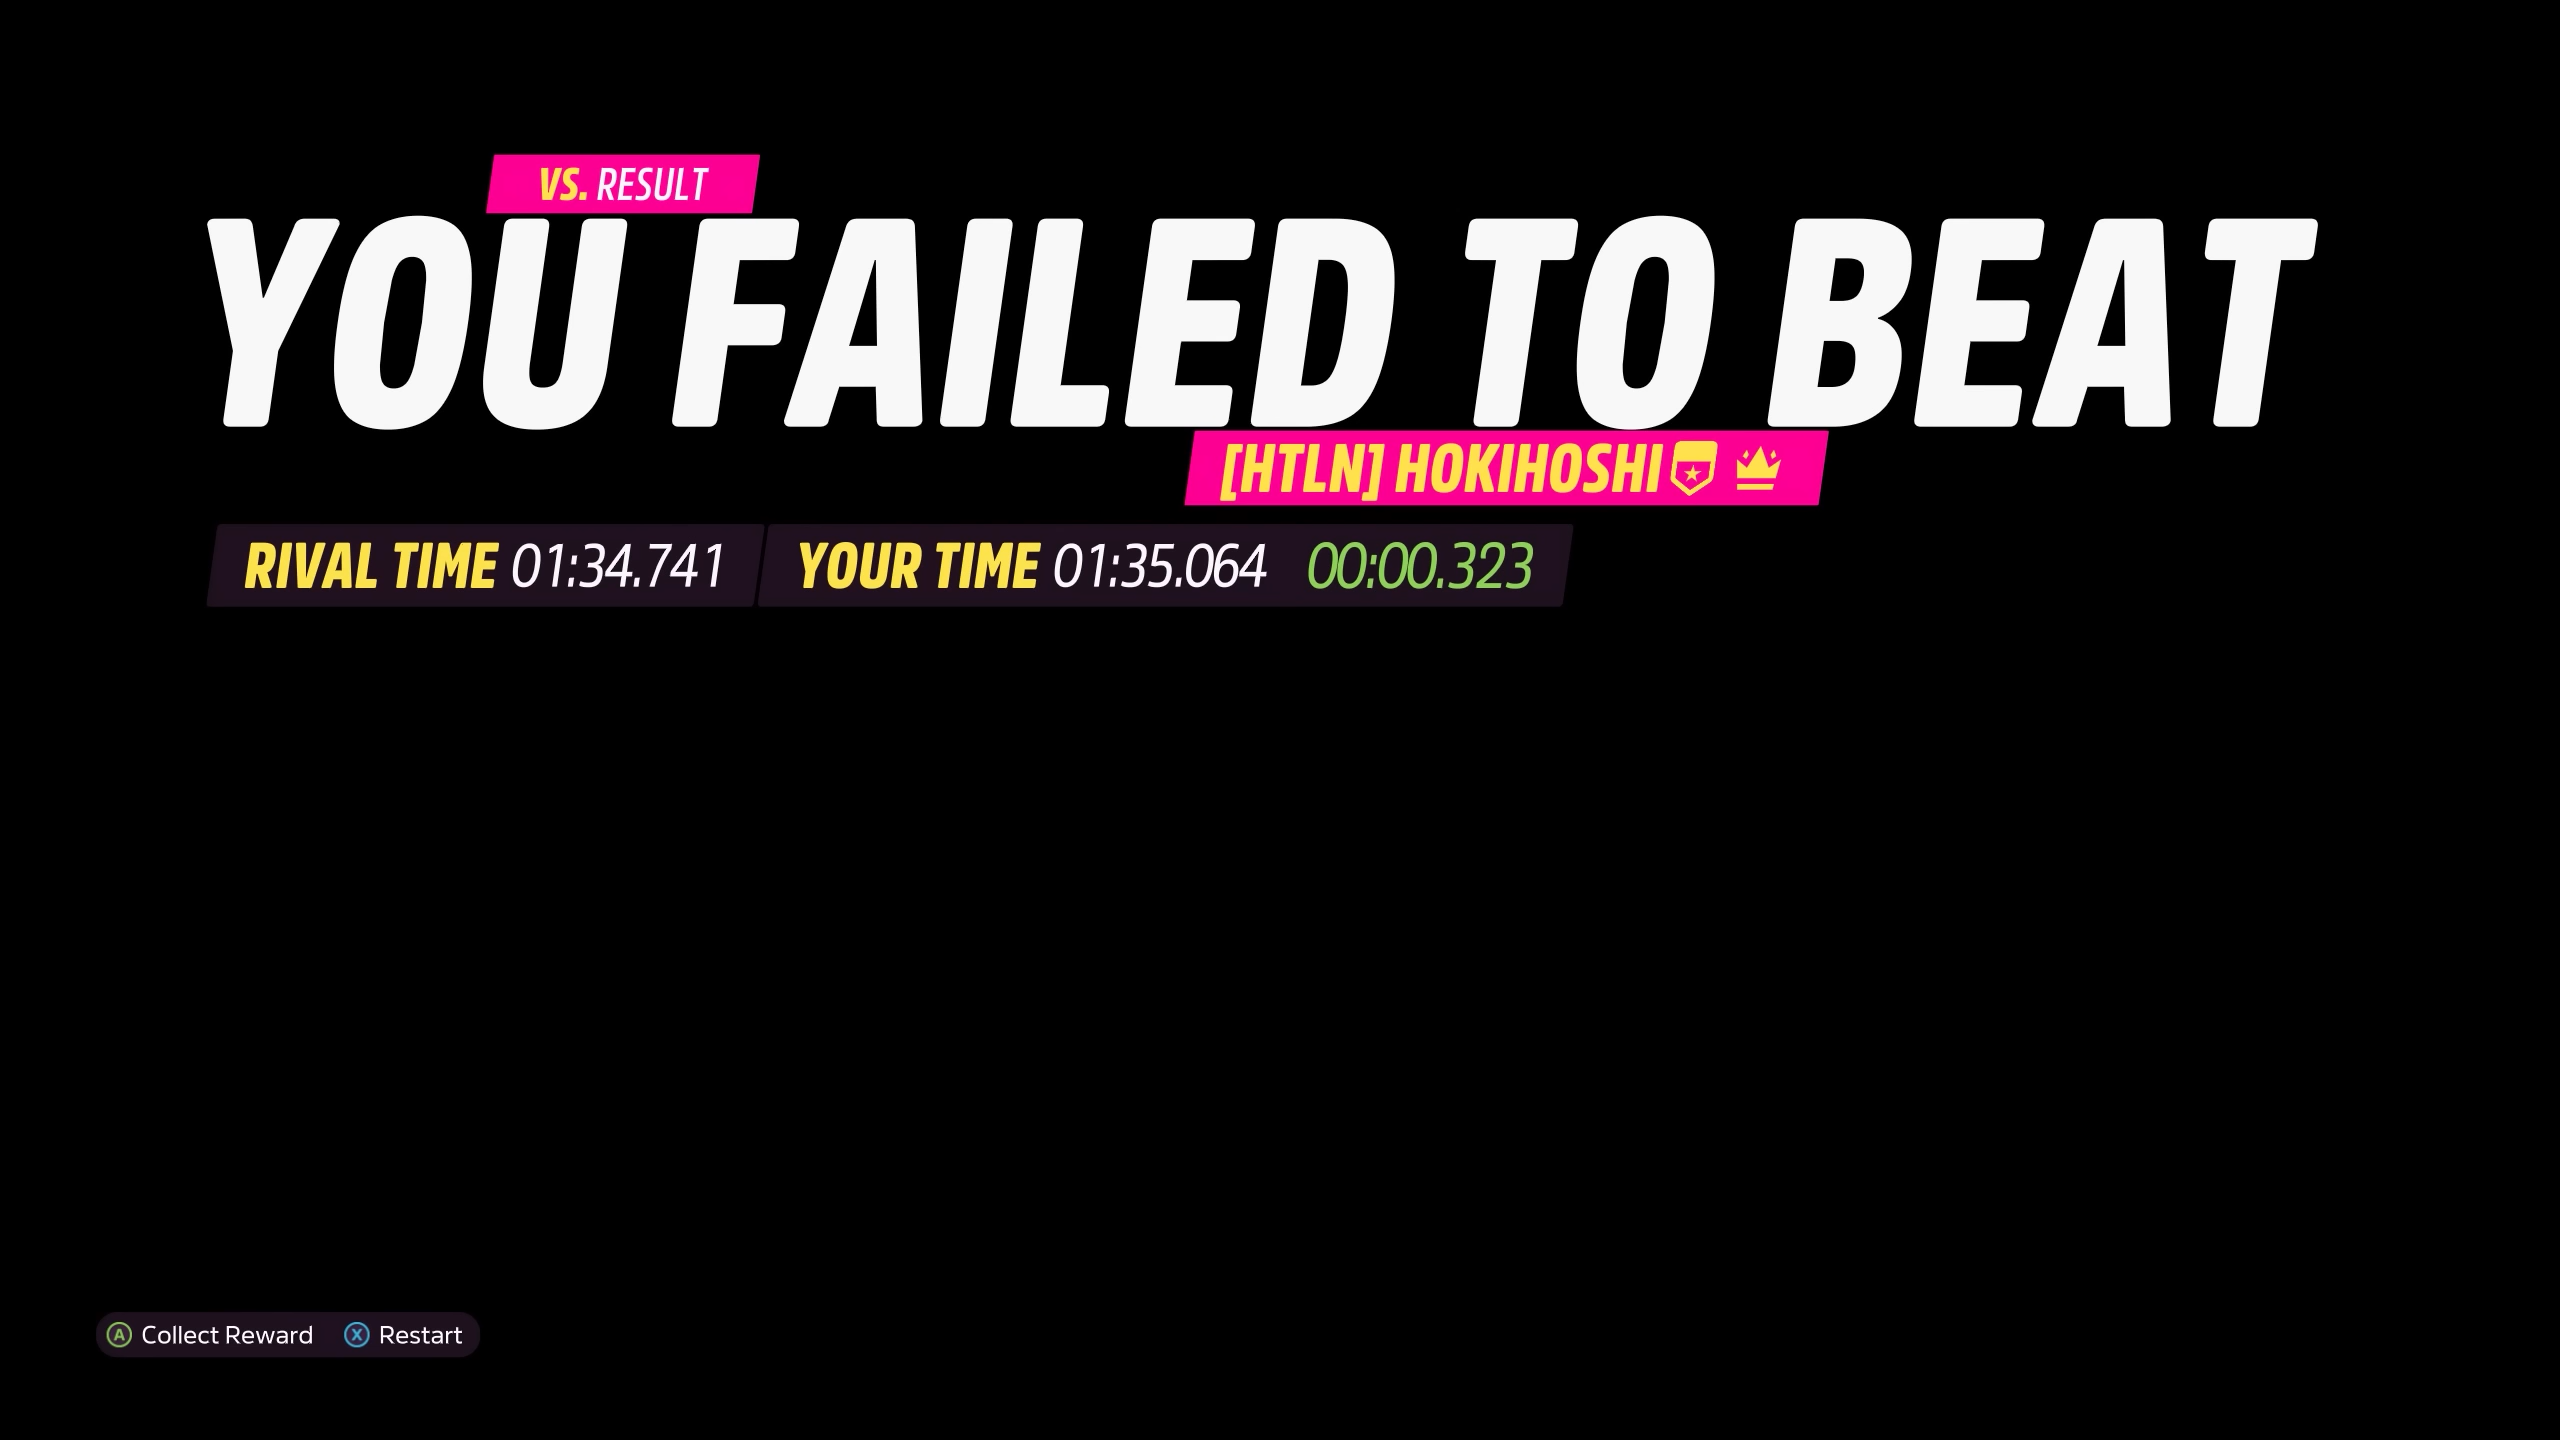 VS. RESULT
YOU FAILED TO BEAT
[HTLN] HOKIHOSHI
RIVAL TIME 01:34.741 YOUR TIME 01:35.064 00:00.323
A Collect Reward X Restart